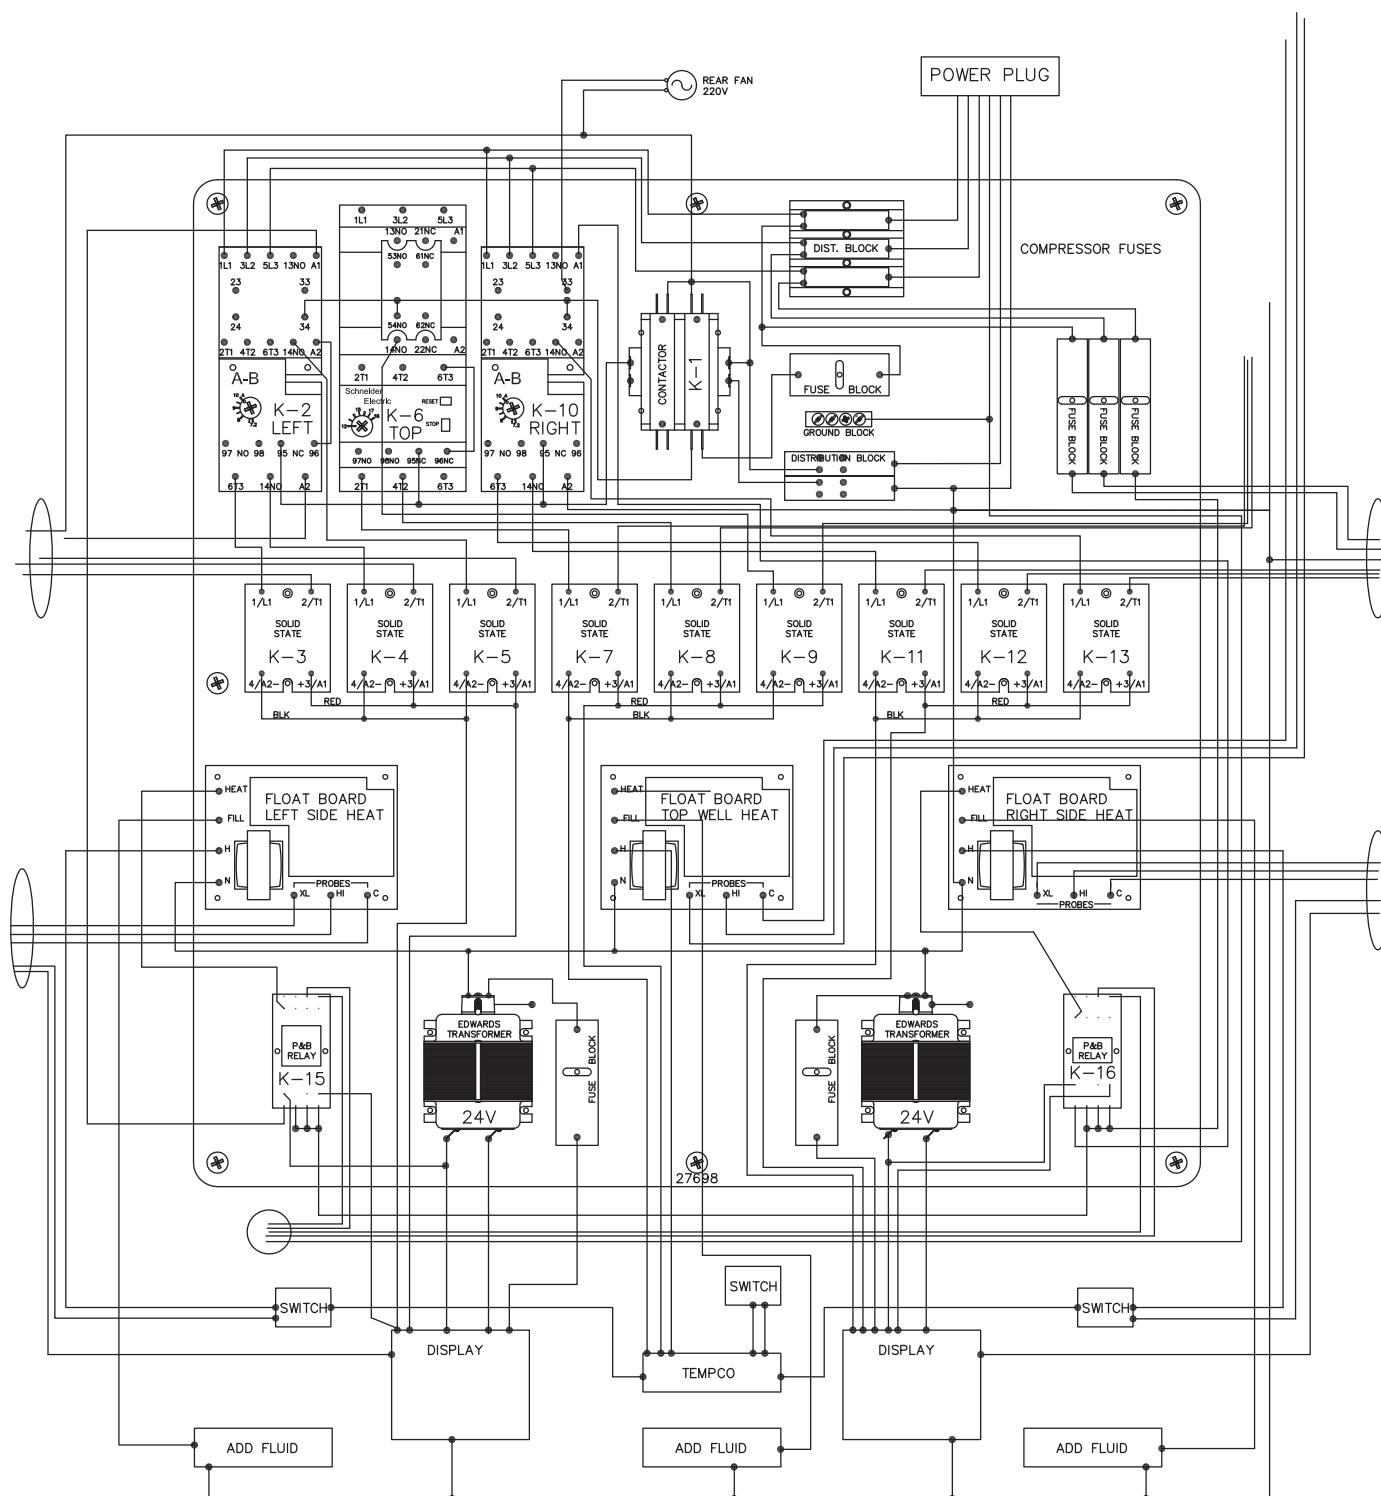 REAR FAN
220V
POWER PLUG
COMPRESSOR FUSES
DIST. BLOCK
1L1 3L2 5L3
13NO 21NC A1
53NO 61NC
54NO 62NC
14NO 22NC A2
2T1 4T2 6T3
Schneider
Electric
RESET
STOP
K-6
TOP
97NO 98NO 95NC 96NC
2T1 4T2 6T3
1L1 3L2 5L3 13NO A1
23 33
24 34
2T1 4T2 6T3 14NO A2
A-B
K-2
LEFT
97 NO 98 95 NC 96
6T3 14NO A2
1L1 3L2 5L3 13NO A1
23 33
24 34
2T1 4T2 6T3 14NO A2
A-B
K-10
RIGHT
97 NO 98 95 NC 96
6T3 14NO A2
CONTACTOR
K-1
FUSE BLOCK
GROUND BLOCK
DISTRIBUTION BLOCK
FUSE BLOCK
FUSE BLOCK
FUSE BLOCK
1/L1 2/T1
SOLID
STATE
K-3
4/A2- +3/A1
1/L1 2/T1
SOLID
STATE
K-4
4/A2- +3/A1
1/L1 2/T1
SOLID
STATE
K-5
4/A2- +3/A1
1/L1 2/T1
SOLID
STATE
K-7
4/A2- +3/A1
1/L1 2/T1
SOLID
STATE
K-8
4/A2- +3/A1
1/L1 2/T1
SOLID
STATE
K-9
4/A2- +3/A1
1/L1 2/T1
SOLID
STATE
K-11
4/A2- +3/A1
1/L1 2/T1
SOLID
STATE
K-12
4/A2- +3/A1
1/L1 2/T1
SOLID
STATE
K-13
4/A2- +3/A1
RED
BLK
RED
BLK
RED
BLK
HEAT
FILL
H
N
FLOAT BOARD
LEFT SIDE HEAT
PROBES
XL HI C
HEAT
FILL
H
N
FLOAT BOARD
TOP WELL HEAT
PROBES
XL HI C
HEAT
FILL
H
N
FLOAT BOARD
RIGHT SIDE HEAT
XL HI C
PROBES
P&B
RELAY
K-15
EDWARDS
TRANSFORMER
24V
FUSE BLOCK
FUSE BLOCK
EDWARDS
TRANSFORMER
24V
P&B
RELAY
K-16
27698
SWITCH
SWITCH
SWITCH
DISPLAY
TEMPCO
DISPLAY
ADD FLUID
ADD FLUID
ADD FLUID